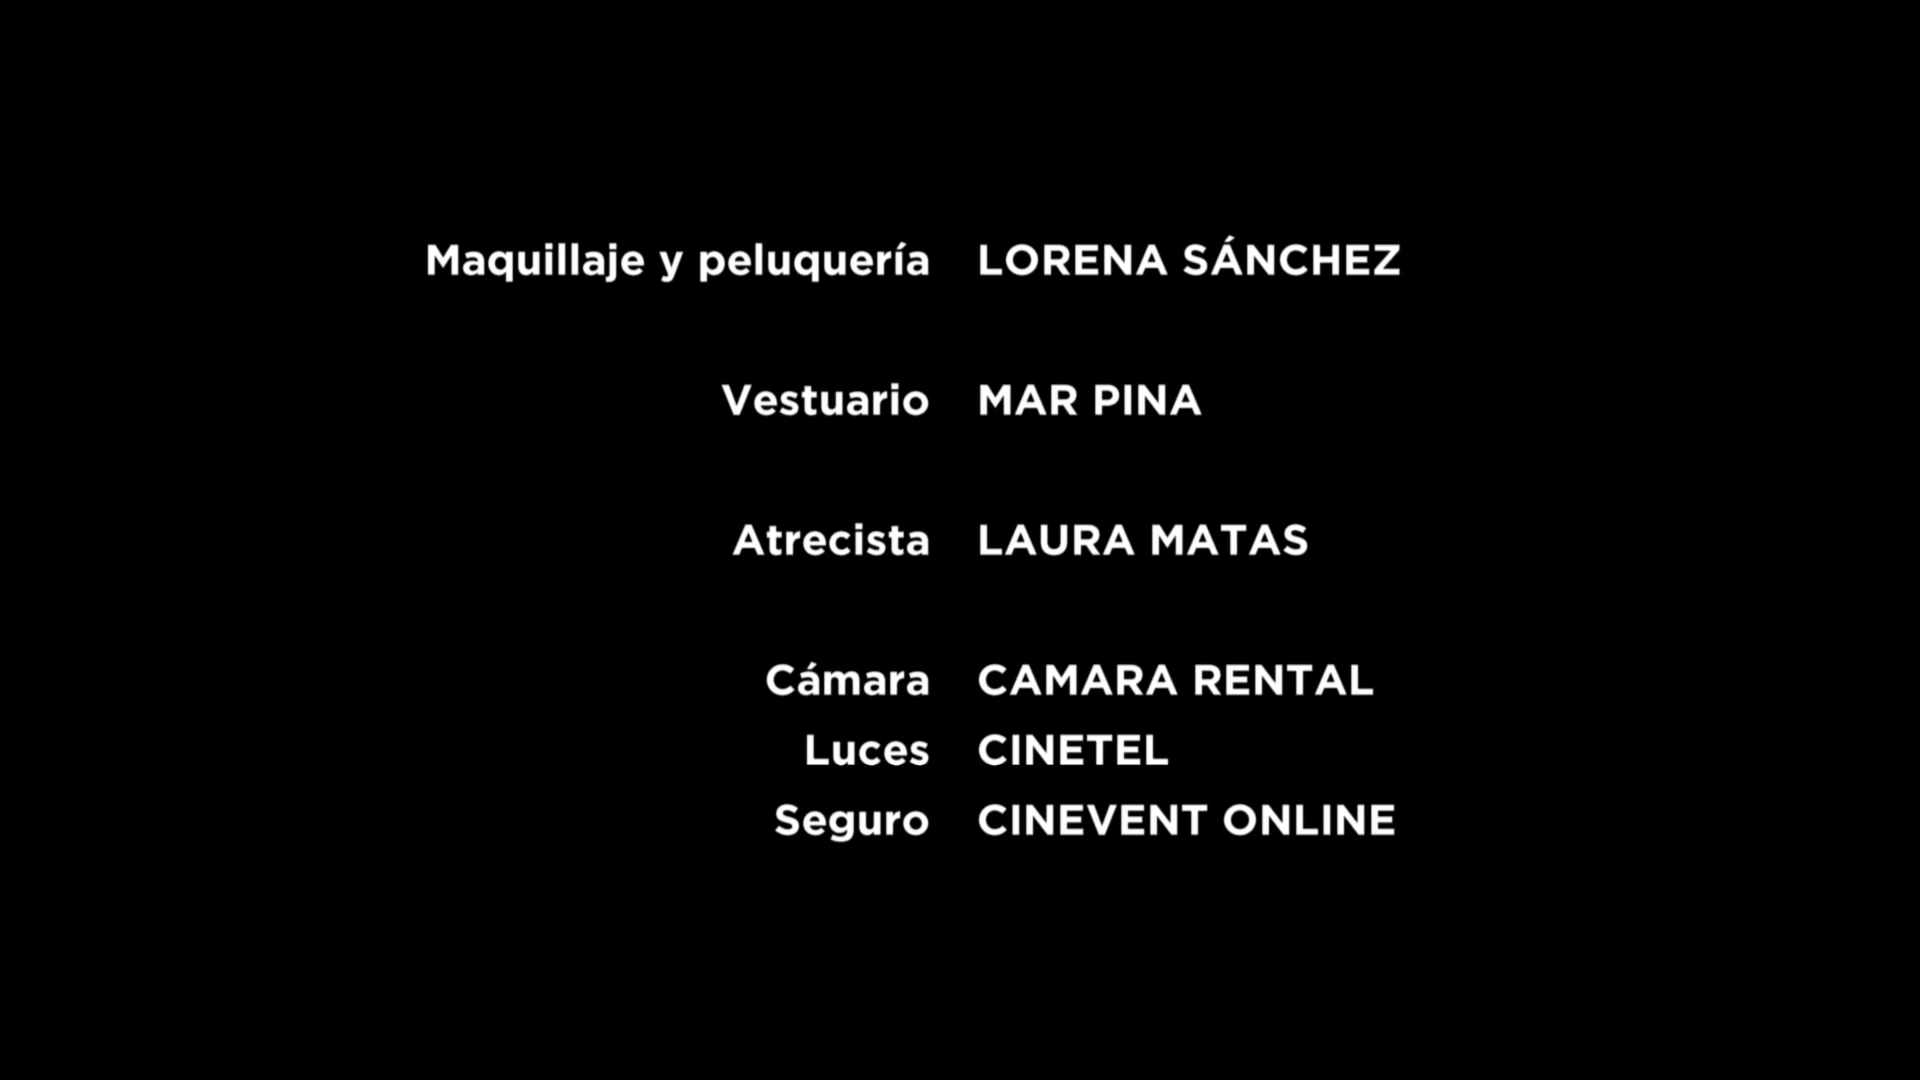 Maquillaje y peluquería LORENA SÁNCHEZ
Vestuario MAR PINA
Atrecista LAURA MATAS
Cámara CAMARA RENTAL
Luces CINETEL
Seguro CINEVENT ONLINE